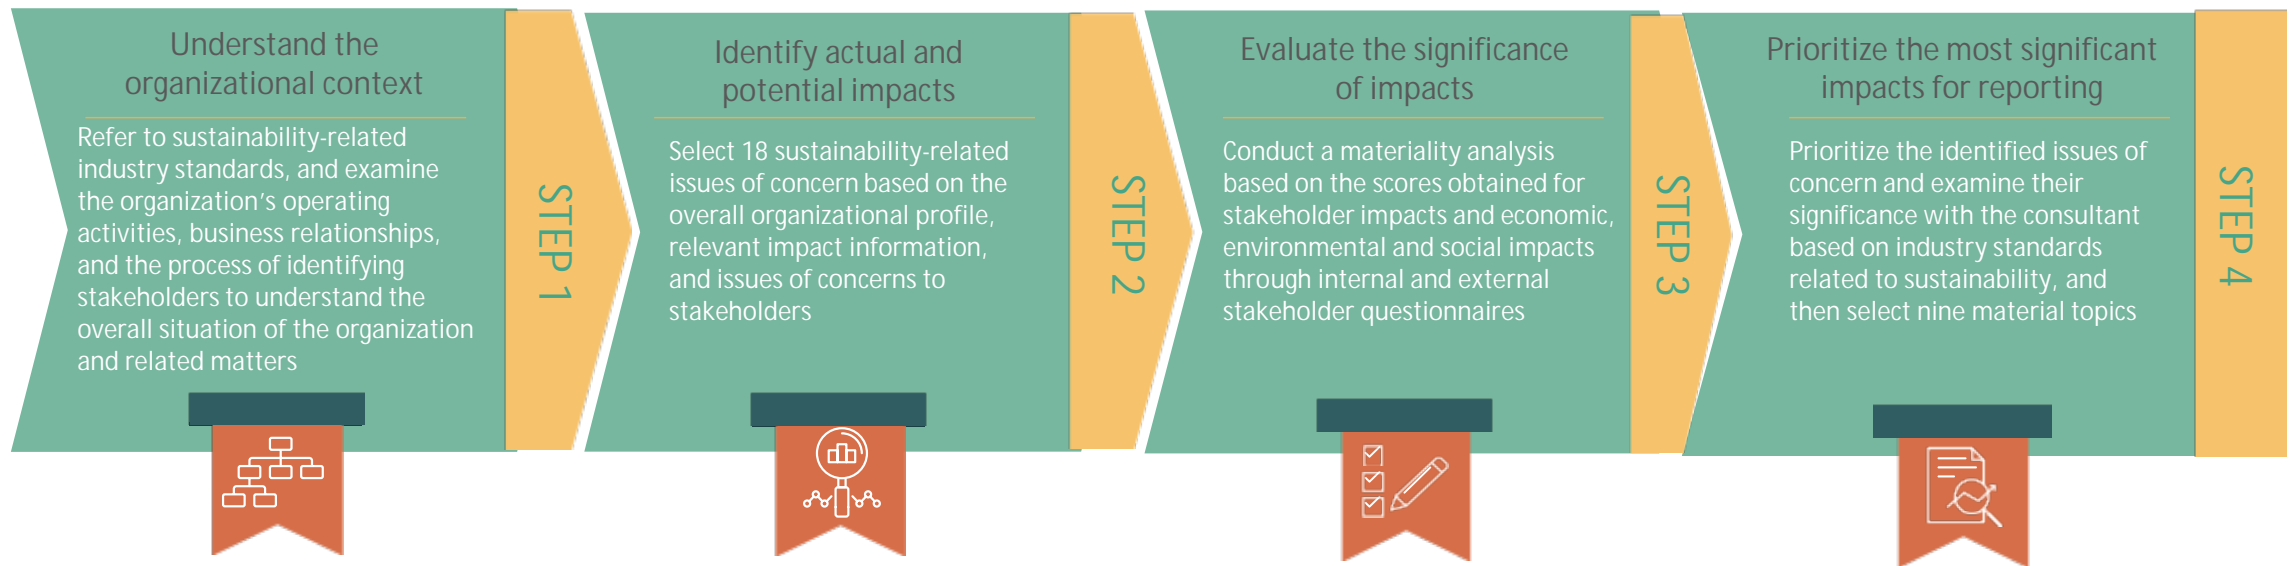 Understand the
organizational context
Refer to sustainability-related
industry standards, and examine
the organization's operating
activities, business relationships,
and the process of identifying
stakeholders to understand the
overall situation of the organization
and related matters
STEP 1
Identify actual and
potential impacts
Select 18 sustainability-related
issues of concern based on the
overall organizational profile,
relevant impact information,
and issues of concerns to
stakeholders
STEP 2
Evaluate the significance
of impacts
Conduct a materiality analysis
based on the scores obtained for
stakeholder impacts and economic,
environmental and social impacts
through internal and external
stakeholder questionnaires
STEP 3
Prioritize the most significant
impacts for reporting
Prioritize the identified issues of
concern and examine their
significance with the consultant
based on industry standards
related to sustainability, and
then select nine material topics
STEP 4